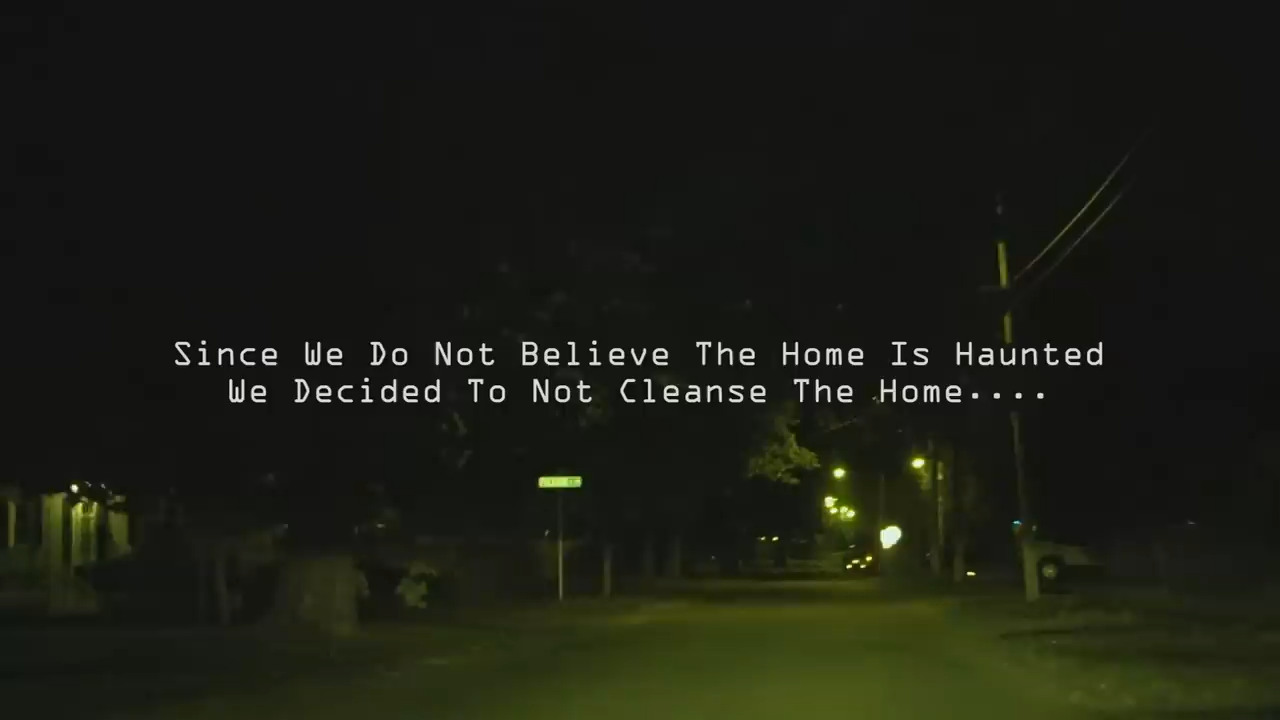 Since We Do Not Believe The Home Is Haunted
We Decided To Not Cleanse The Home....